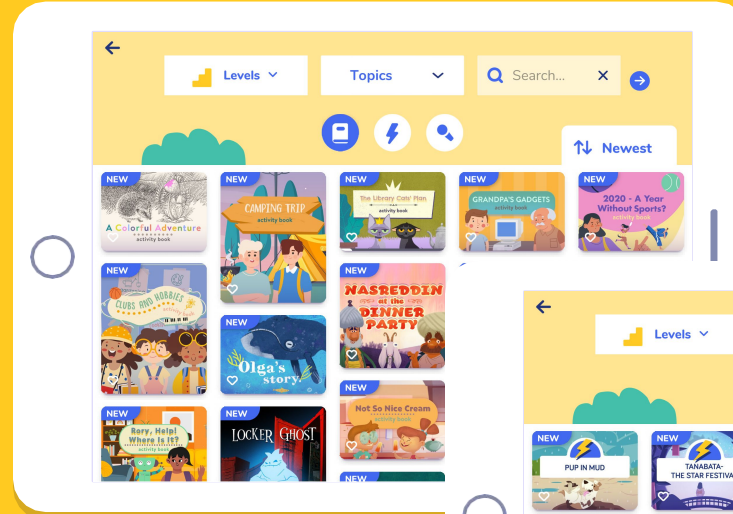 Levels
Topics
Search...
Newest
NEW
A Colorful Adventure
activity book
NEW
CAMPING TRIP
activity book
NEW
The Library Cats' Plan
activity book
NEW
GRANDPA'S GADGETS
activity book
NEW
2020 - A Year
Without Sports?
activity book
NEW
CLUBS AND HOBBIES
activity book
NEW
Olga's
story
NEW
NASREDDIN
at the
DINNER
PARTY
NEW
Not So Nice Cream
activity book
NEW
Rory, Help!
Where Is It?
activity book
NEW
LOCKER GHOST
NEW
Levels
NEW
PUP IN MUD
NEW
TANABATA-
THE STAR FESTIVA